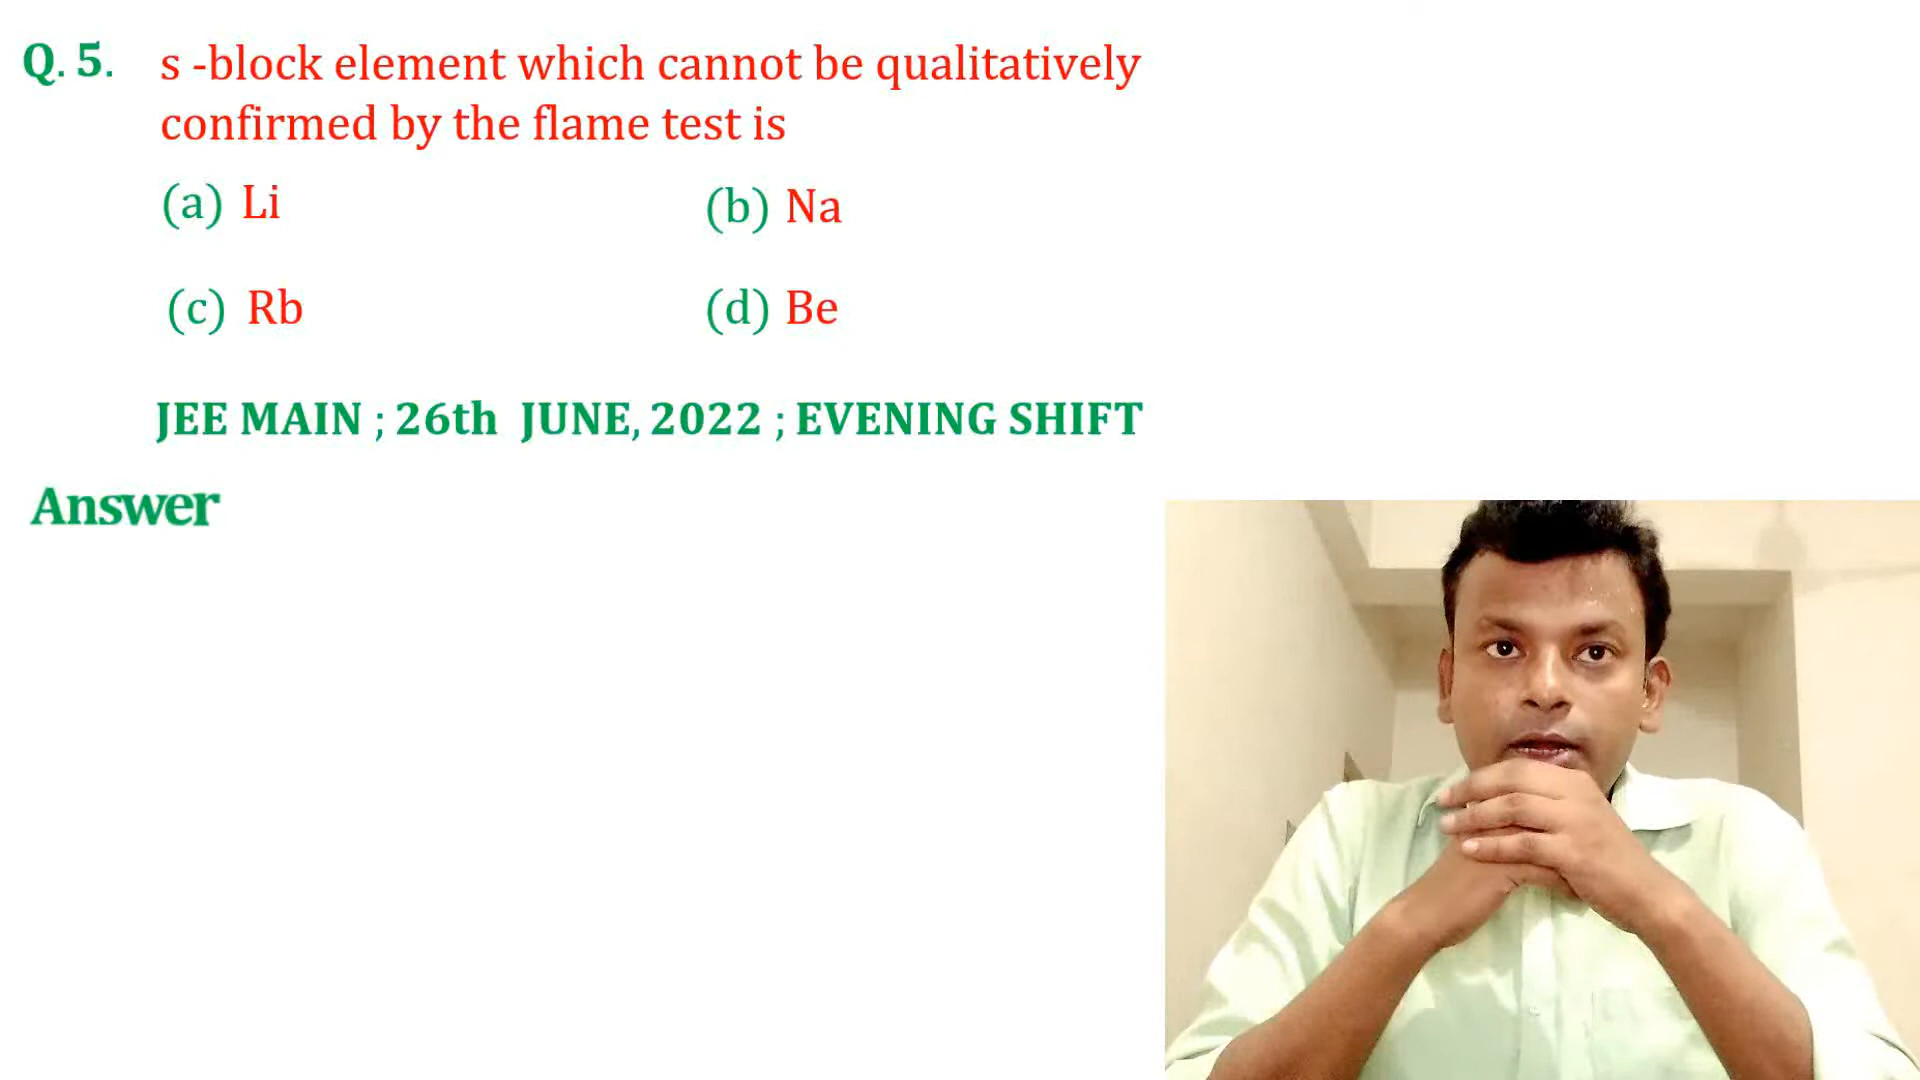 Q. 5. s -block element which cannot be qualitatively
confirmed by the flame test is
(a) Li (b) Na
(c) Rb (d) Be
JEE MAIN ; 26th JUNE, 2022 ; EVENING SHIFT
Answer